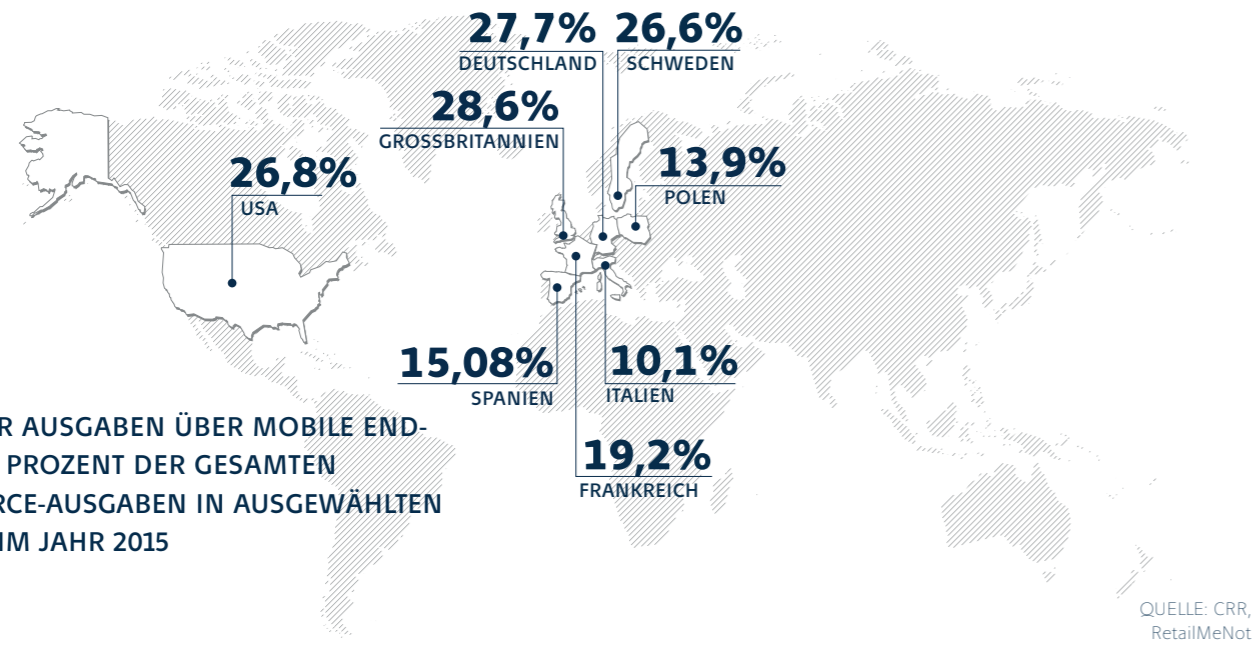 27,7%
DEUTSCHLAND
26,6%
SCHWEDEN
28,6%
GROSSBRITANNIEN
13,9%
POLEN
26,8%
USA
15,08%
SPANIEN
10,1%
ITALIEN
19,2%
FRANKREICH
R AUSGABEN ÜBER MOBILE END-
PROZENT DER GESAMTEN
RCE-AUSGABEN IN AUSGEWÄHLTEN
IM JAHR 2015
QUELLE: CRR,
RetailMeNot